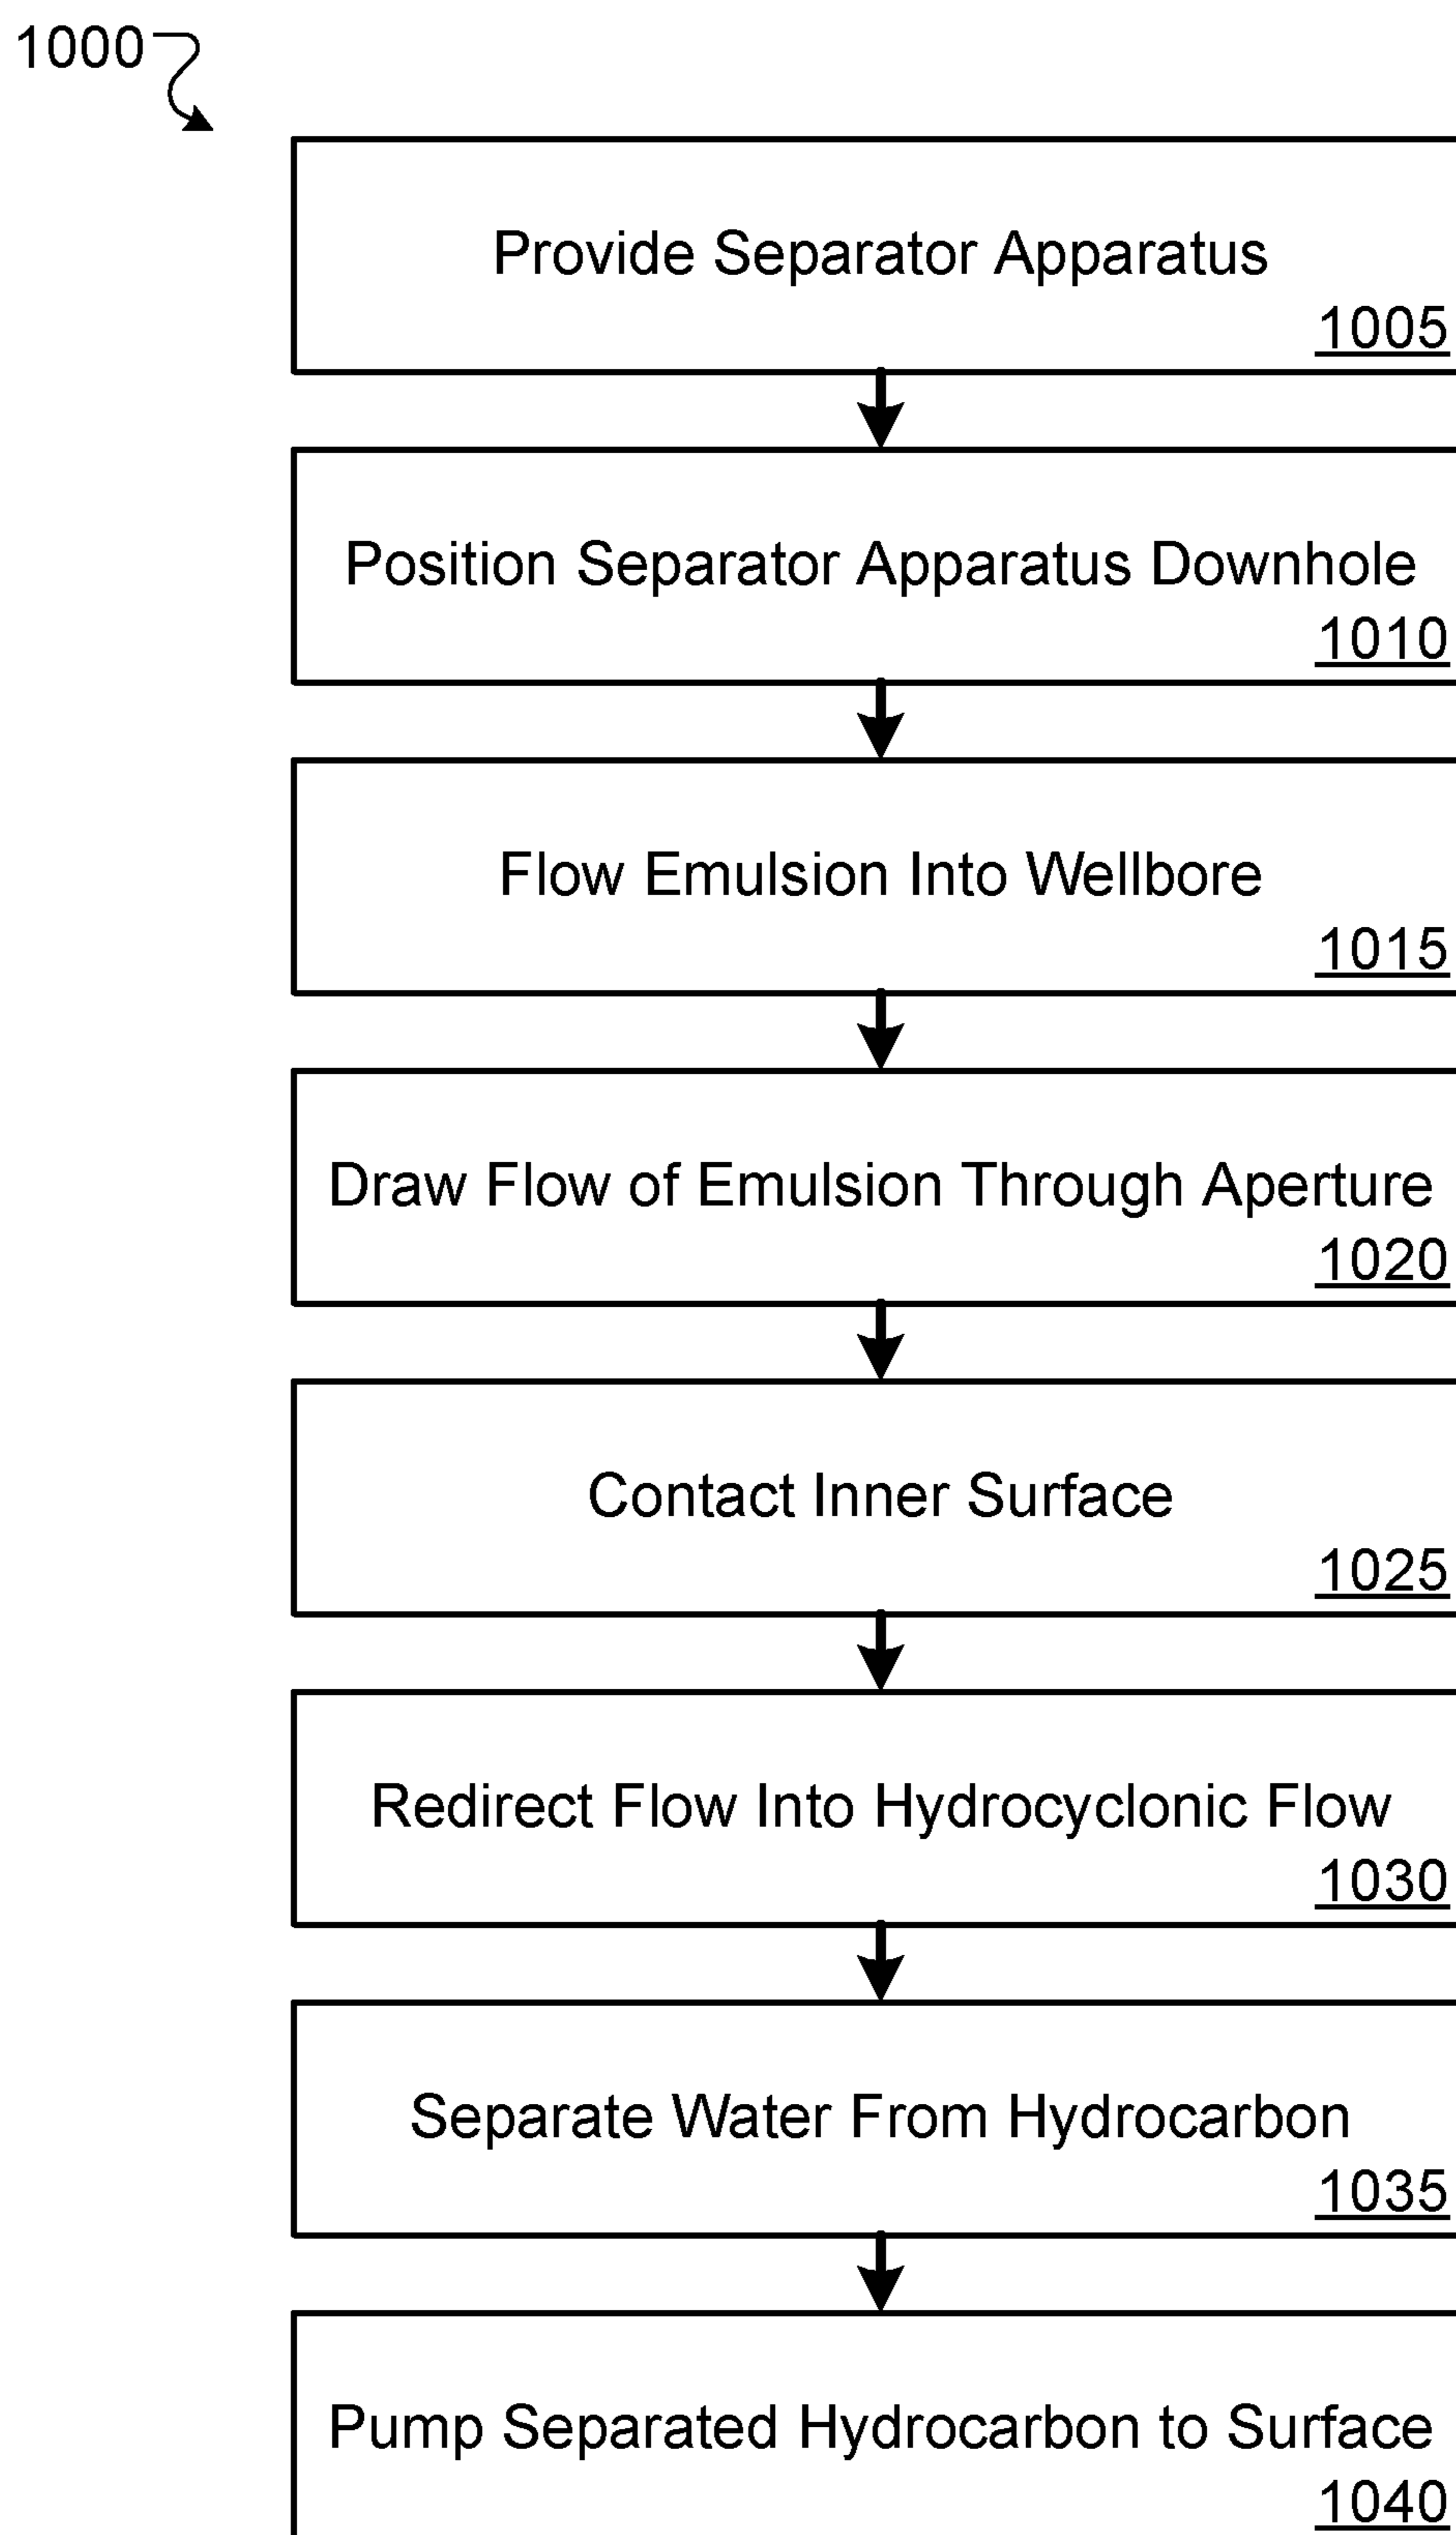 1000
Provide Separator Apparatus
1005
Position Separator Apparatus Downhole
1010
Flow Emulsion Into Wellbore
1015
Draw Flow of Emulsion Through Aperture
1020
Contact Inner Surface
1025
Redirect Flow Into Hydrocyclonic Flow
1030
Separate Water From Hydrocarbon
1035
Pump Separated Hydrocarbon to Surface
1040